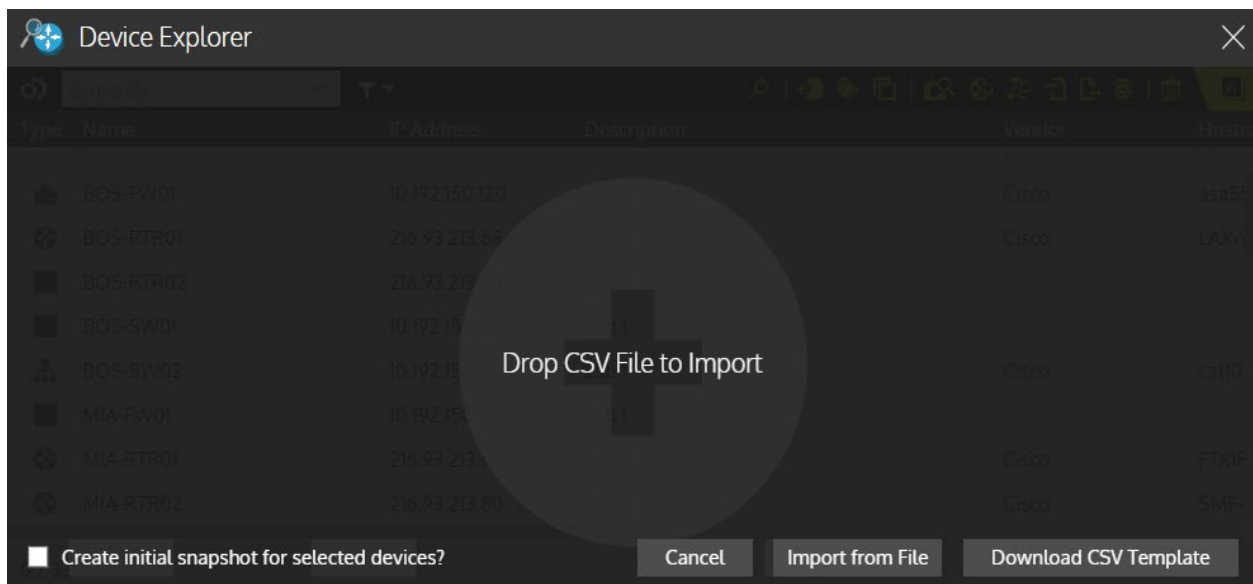 Device Explorer
Group By
Type Name IP Address Description Vendor
BOS-FW01 10.192.150.120 Cisco
BOS-RTR01 216.93.213.68 Cisco
BOS-RTR02
BOS-SW01
BOS-SW02 Cisco
MIA-FW01
MIA-RTR01 Cisco
MIA-RTR02 216.93.213.80 Cisco
Drop CSV File to Import
Create initial snapshot for selected devices? Cancel Import from File Download CSV Template